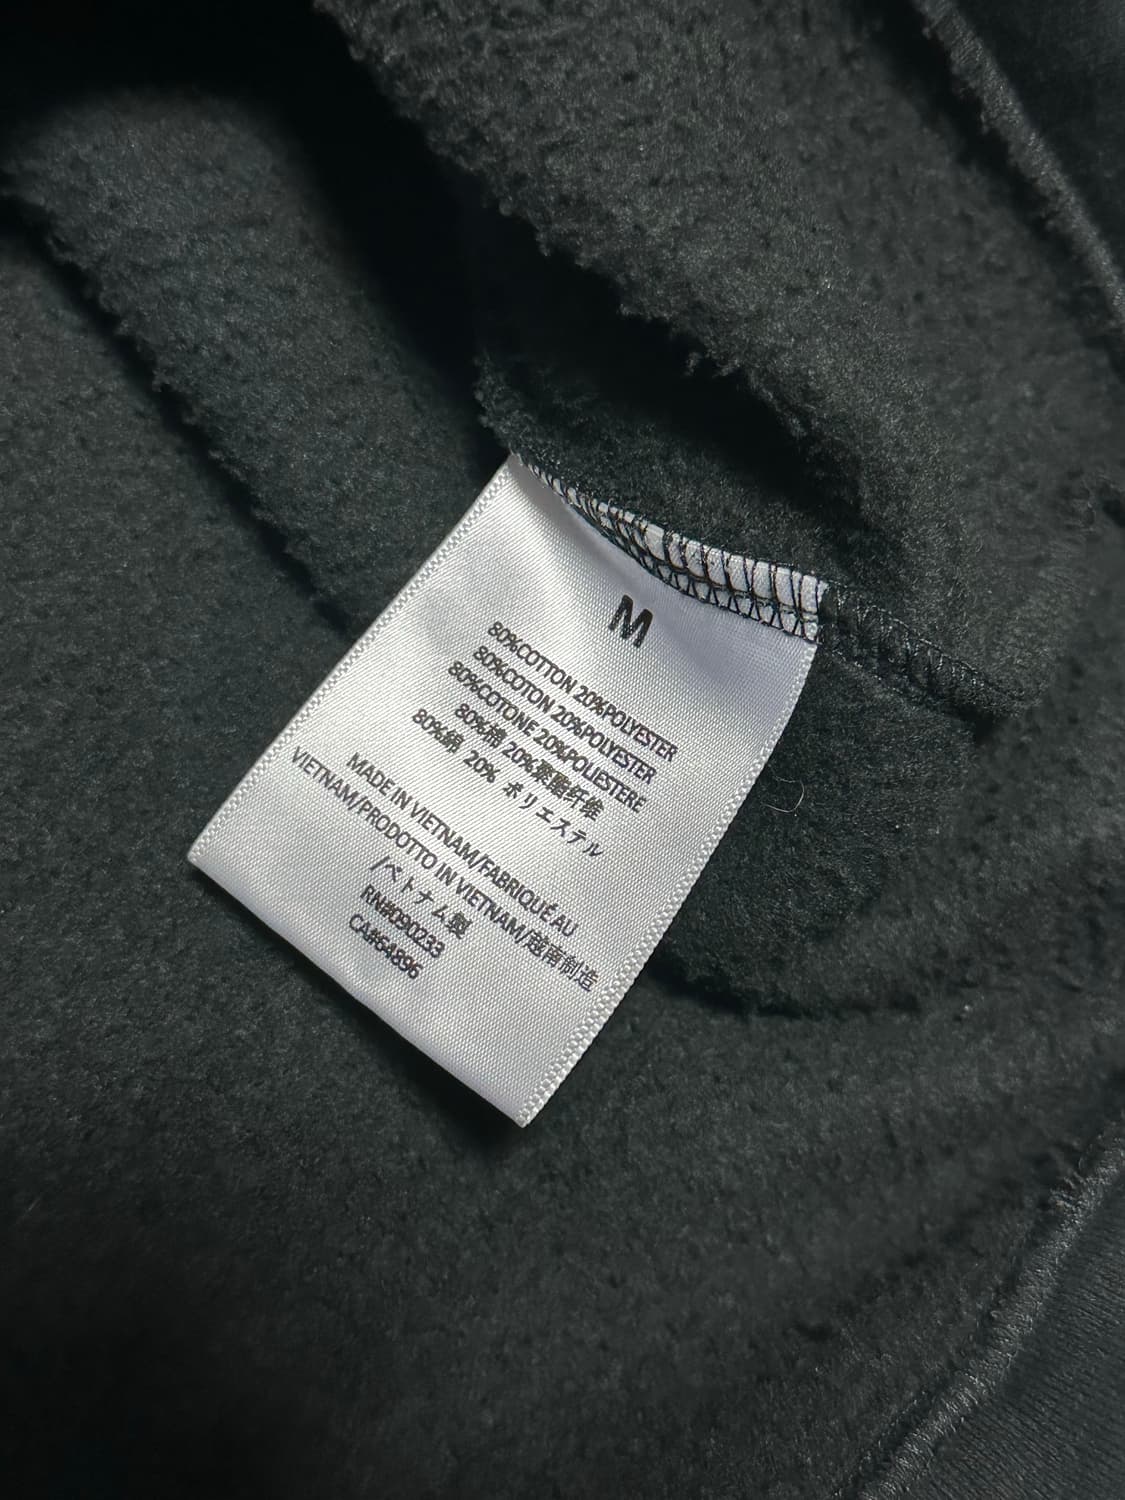 M
80%COTTON 20%POLYESTER
80%COTON 20%POLYESTER
80%COTONE 20%POLIESTERE
80%棉 20%聚酯纤维
80%綿 20% ポリエステル
MADE IN VIETNAM/FABRIQUÉ AU
VIETNAM/PRODOTTO IN VIETNAM/越南制造
/ベトナム製
RN#090233
CA#64896